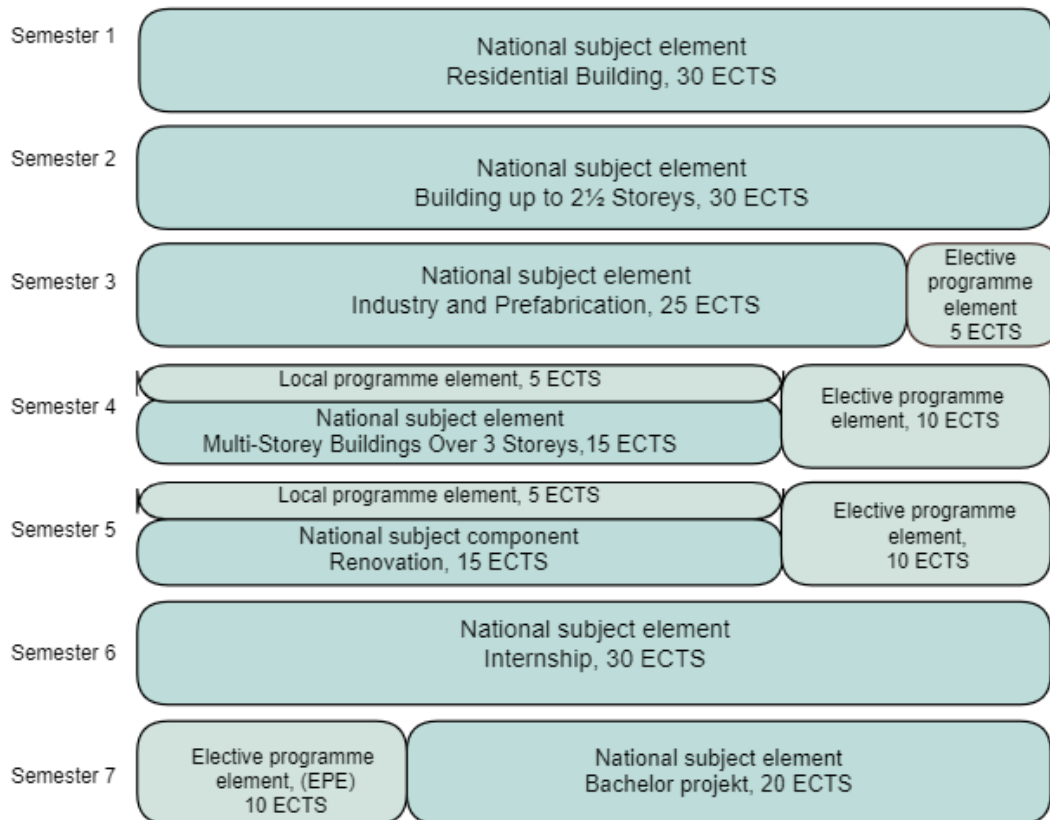 Semester 1
National subject element
Residential Building, 30 ECTS
Semester 2
National subject element
Building up to 2½ Storeys, 30 ECTS
Semester 3
National subject element
Industry and Prefabrication, 25 ECTS
Elective
programme
element
5 ECTS
Semester 4
Local programme element, 5 ECTS
National subject element
Multi-Storey Buildings Over 3 Storeys,15 ECTS
Elective programme
element, 10 ECTS
Semester 5
Local programme element, 5 ECTS
National subject component
Renovation, 15 ECTS
Elective programme
element,
10 ECTS
Semester 6
National subject element
Internship, 30 ECTS
Semester 7
Elective programme
element, (EPE)
10 ECTS
National subject element
Bachelor projekt, 20 ECTS